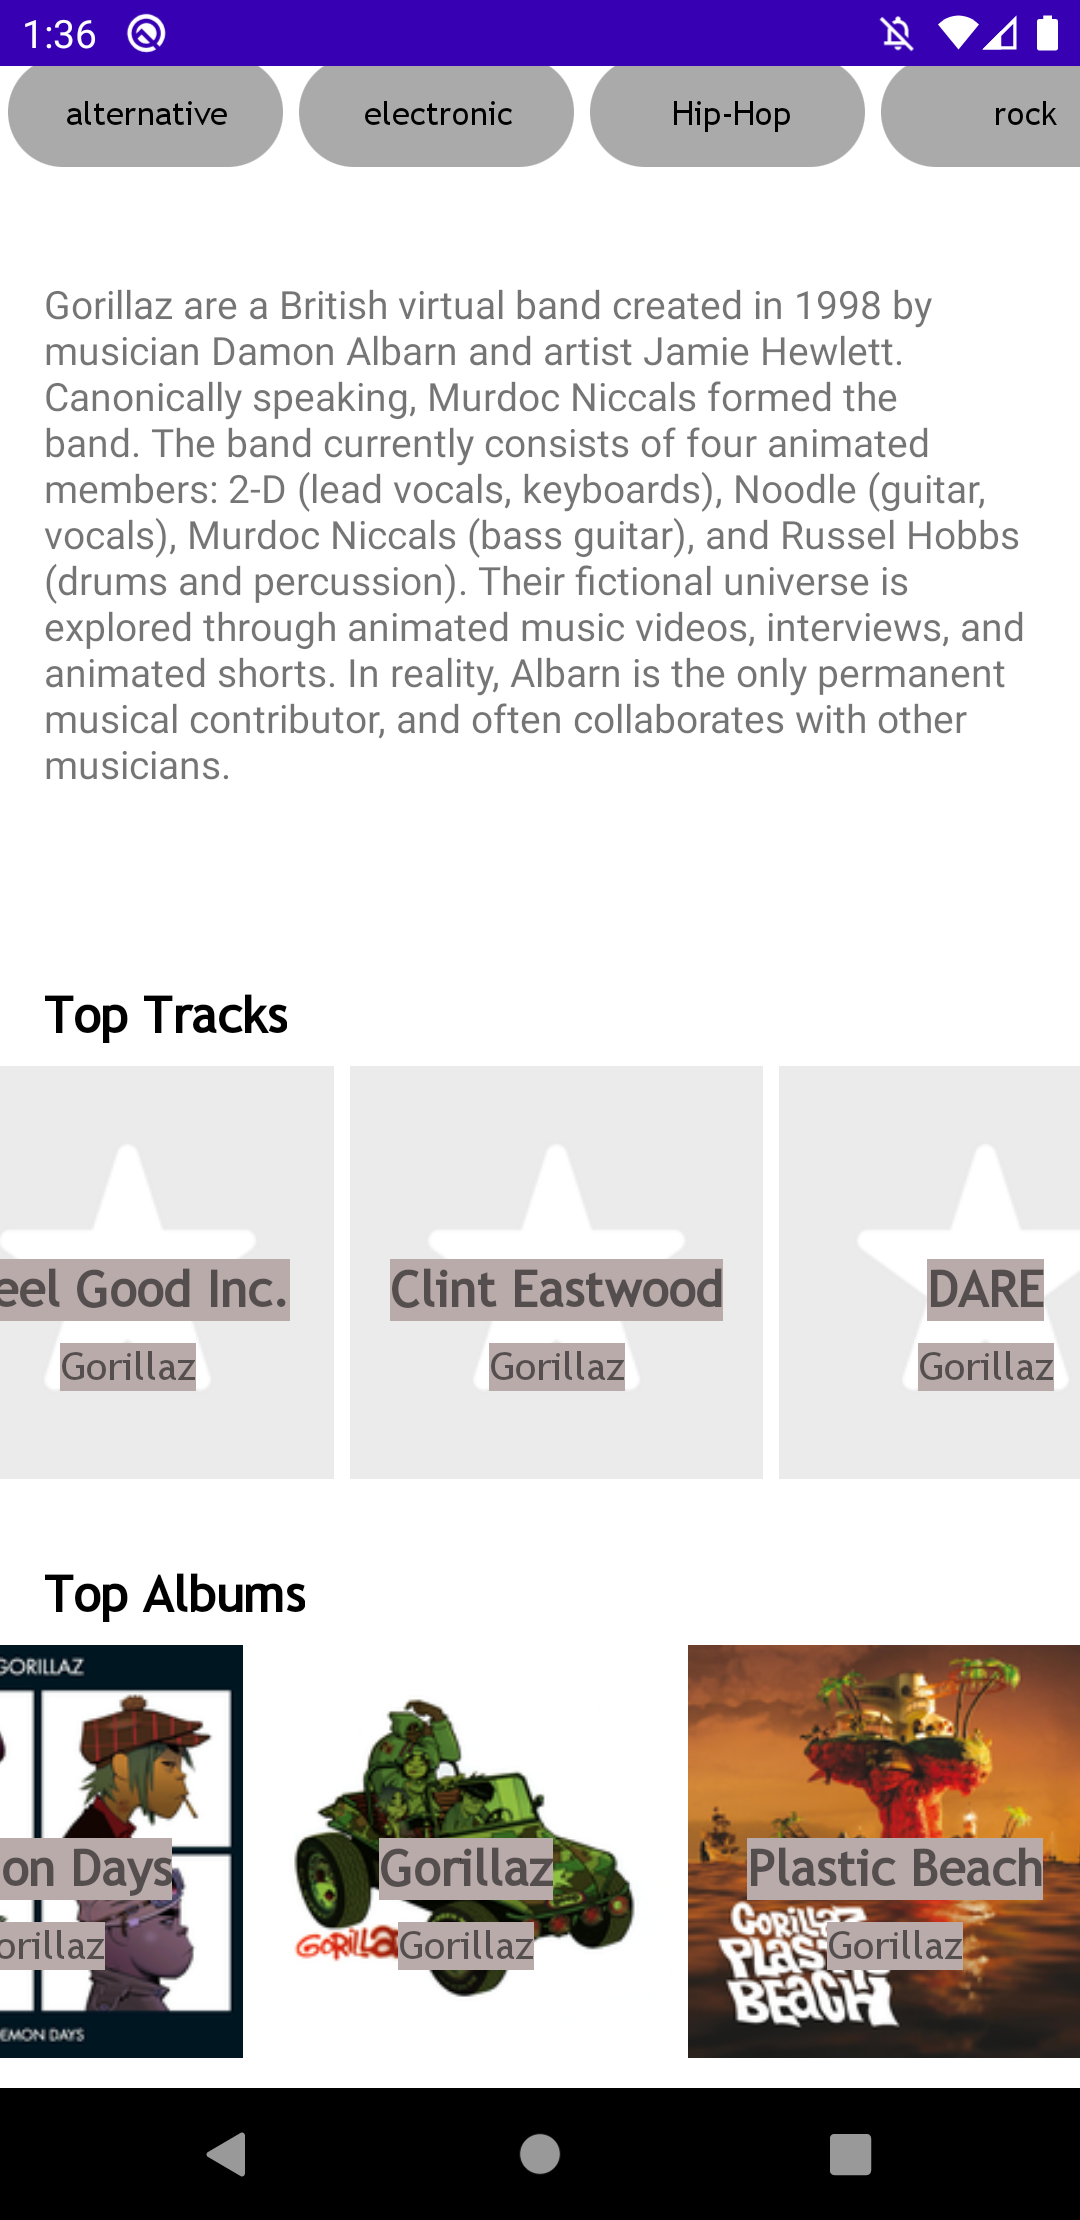 1:36
alternative electronic Hip-Hop rock
Gorillaz are a British virtual band created in 1998 by
musician Damon Albarn and artist Jamie Hewlett.
Canonically speaking, Murdoc Niccals formed the
band. The band currently consists of four animated
members: 2-D (lead vocals, keyboards), Noodle (guitar,
vocals), Murdoc Niccals (bass guitar), and Russel Hobbs
(drums and percussion). Their fictional universe is
explored through animated music videos, interviews, and
animated shorts. In reality, Albarn is the only permanent
musical contributor, and often collaborates with other
musicians.
Top Tracks
eel Good Inc. Clint Eastwood DARE
Gorillaz Gorillaz Gorillaz
Top Albums
GORILLAZ
on Days Gorillaz Plastic Beach
orillaz Gorillaz Gorillaz
GORILLAZ
PLASTIC
BEACH
EMON DAYS